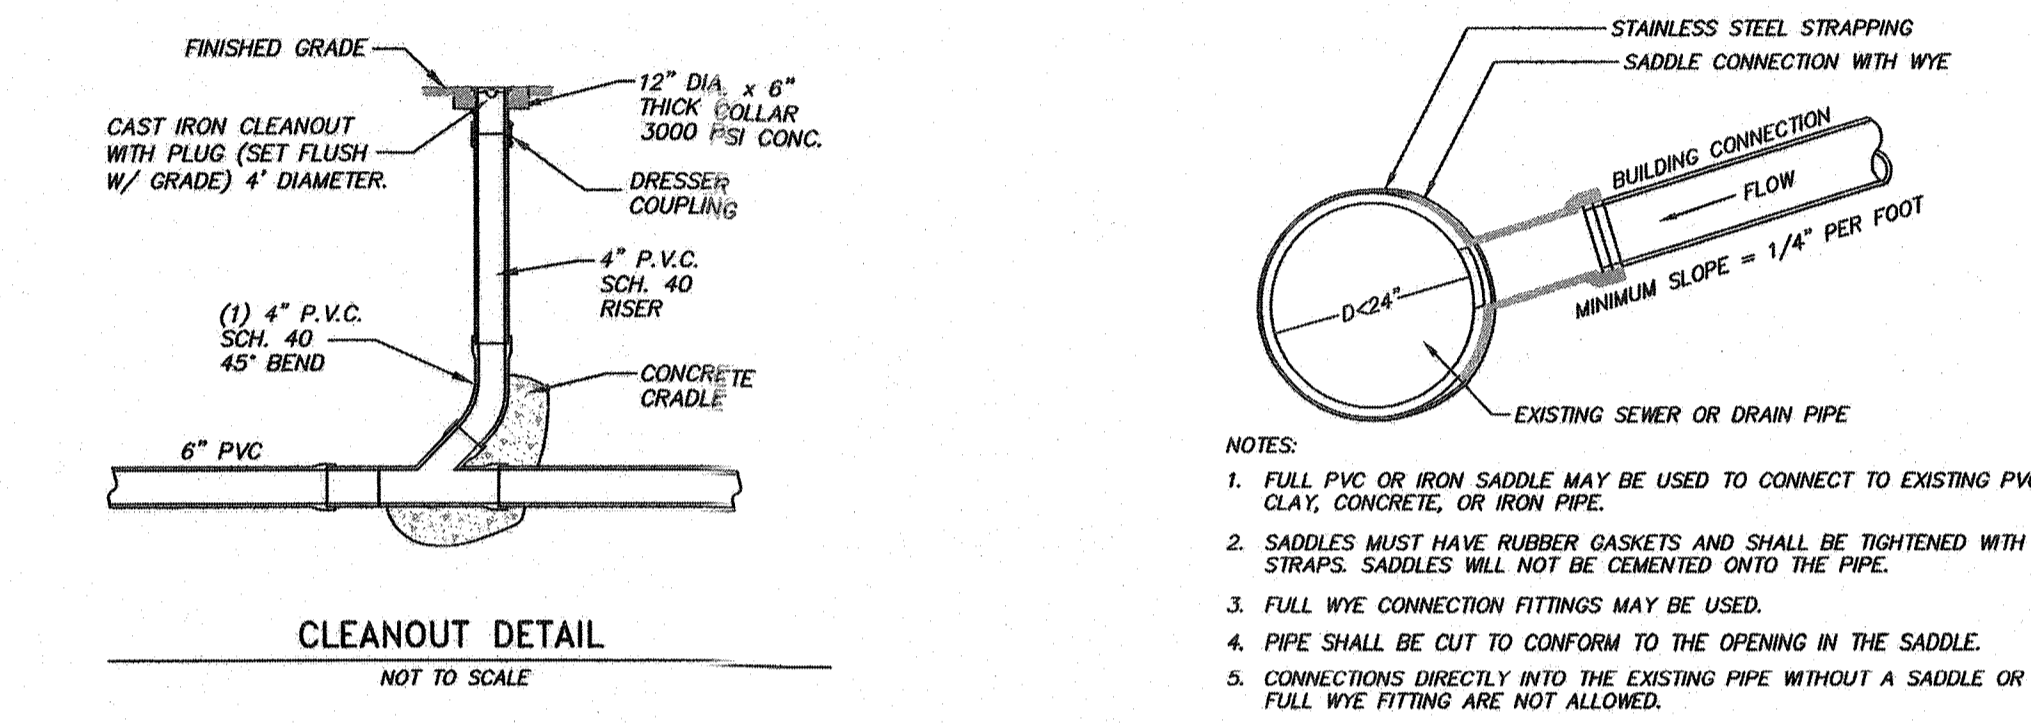 FINISHED GRADE
CAST IRON CLEANOUT
WITH PLUG (SET FLUSH
W/ GRADE) 4' DIAMETER.
12" DIA. x 6"
THICK COLLAR
3000 PSI CONC.
DRESSER
COUPLING
4" P.V.C.
SCH. 40
RISER
(1) 4" P.V.C.
SCH. 40
45° BEND
CONCRETE
CRADLE
6" PVC
CLEANOUT DETAIL
NOT TO SCALE
STAINLESS STEEL STRAPPING
SADDLE CONNECTION WITH WYE
BUILDING CONNECTION
FLOW
MINIMUM SLOPE = 1/4" PER FOOT
D<24"
EXISTING SEWER OR DRAIN PIPE
NOTES:
1. FULL PVC OR IRON SADDLE MAY BE USED TO CONNECT TO EXISTING PVC
CLAY, CONCRETE, OR IRON PIPE.
2. SADDLES MUST HAVE RUBBER GASKETS AND SHALL BE TIGHTENED WITH
STRAPS. SADDLES WILL NOT BE CEMENTED ONTO THE PIPE.
3. FULL WYE CONNECTION FITTINGS MAY BE USED.
4. PIPE SHALL BE CUT TO CONFORM TO THE OPENING IN THE SADDLE.
5. CONNECTIONS DIRECTLY INTO THE EXISTING PIPE WITHOUT A SADDLE OR
FULL WYE FITTING ARE NOT ALLOWED.